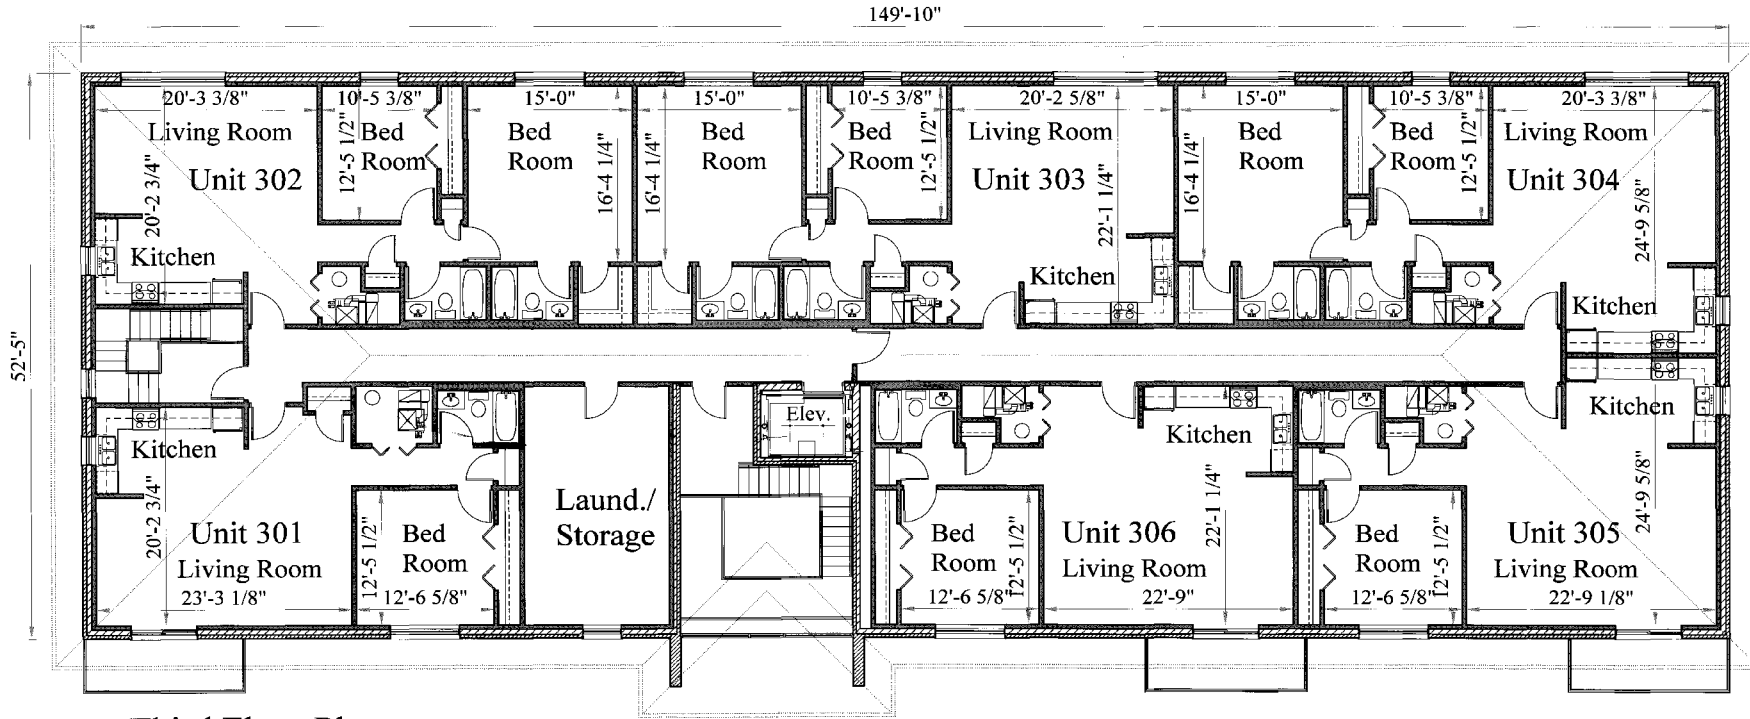 149'-10"
20'-3 3/8"
10'-5 3/8"
15'-0"
15'-0"
10'-5 3/8"
20'-2 5/8"
15'-0"
10'-5 3/8"
20'-3 3/8"
Living Room
Bed
Room
Bed
Room
Bed
Room
Bed
Room
Living Room
Bed
Room
Bed
Room
Living Room
Unit 302
Unit 303
Unit 304
20'-2 3/4"
12'-5 1/2"
16'-4 1/4"
16'-4 1/4"
12'-5 1/2"
22'-1 1/4"
16'-4 1/4"
12'-5 1/2"
24'-9 5/8"
Kitchen
Kitchen
Kitchen
52'-5"
Elev.
Kitchen
Kitchen
Kitchen
20'-2 3/4"
12'-5 1/2"
12'-5 1/2"
22'-1 1/4"
12'-5 1/2"
24'-9 5/8"
Unit 301
Living Room
23'-3 1/8"
Bed
Room
12'-6 5/8"
Laund./
Storage
Bed
Room
12'-6 5/8"
Unit 306
Living Room
22'-9"
Bed
Room
12'-6 5/8"
Unit 305
Living Room
22'-9 1/8"